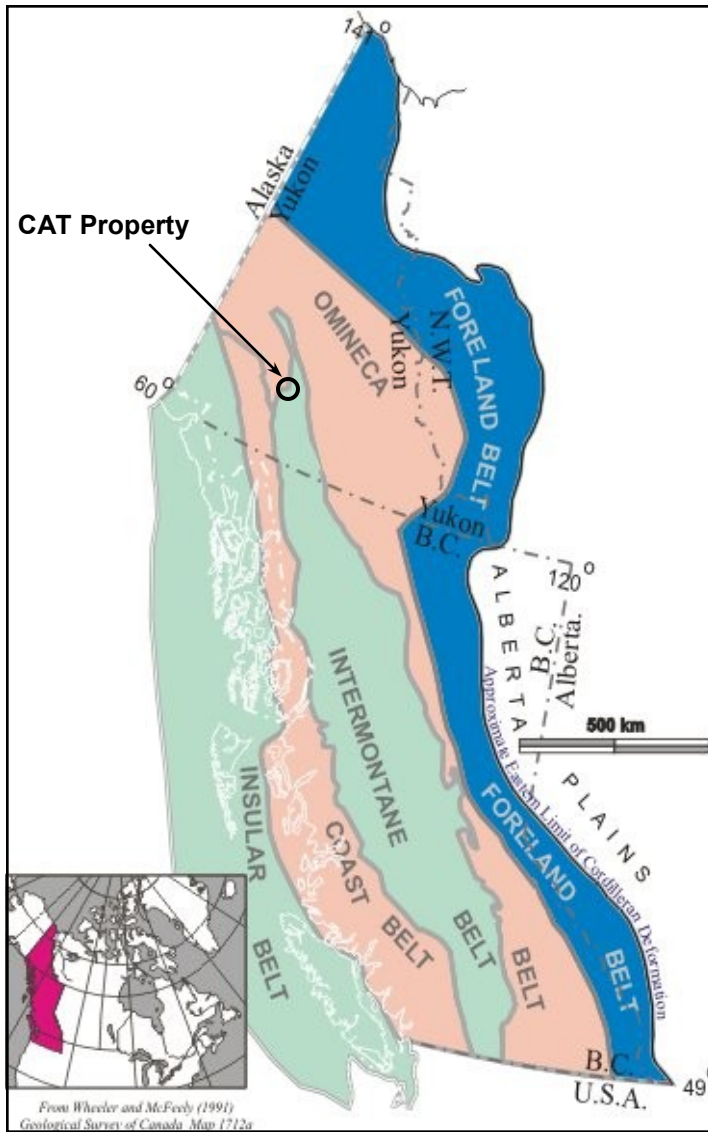 141°
Alaska
Yukon
CAT Property
OMINECA
FORELAND BELT
N.W.T.
Yukon
60°
Yukon
B.C.
120°
ALBERTA PLAINS
B.C.
Alberta.
500 km
Approximate Eastern Limit of Cordilleran Deformation
INTERMONTANE
BELT
INSULAR
BELT
COAST
BELT
BELT
FORELAND
BELT
B.C.
U.S.A.
49°
From Wheeler and McFeely (1991)
Geological Survey of Canada Map 1712a